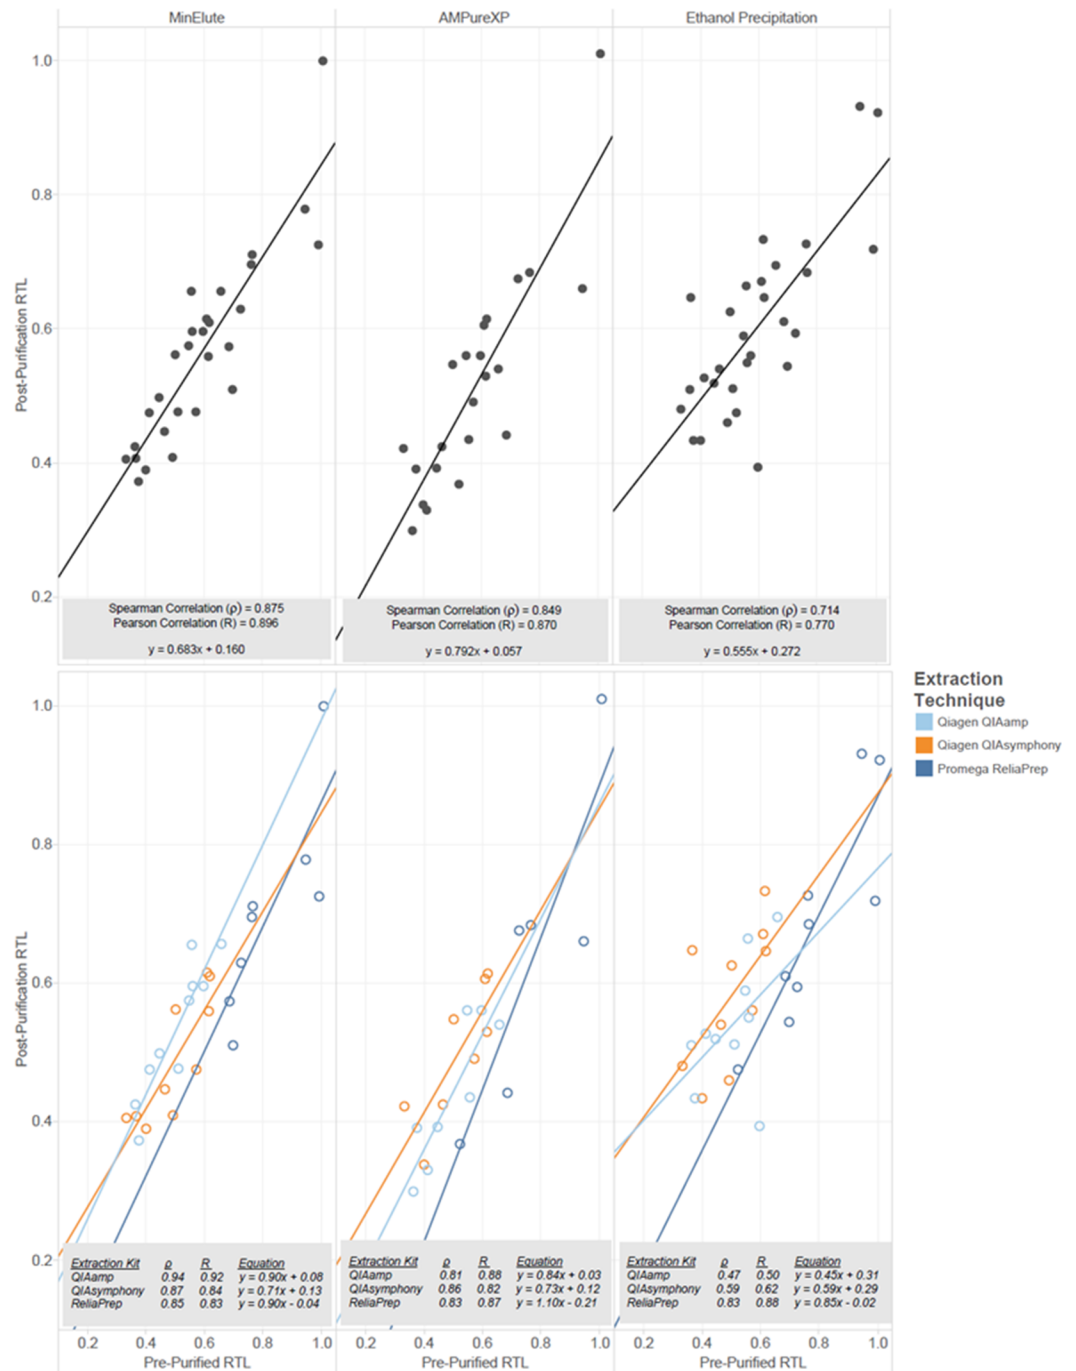 MinElute AMPureXP Ethanol Precipitation
1.0
0.8
0.6
0.4
0.2
Post-Purification RTL
Spearman Correlation (ρ) = 0.875
Pearson Correlation (R) = 0.896
y = 0.683x + 0.160
Spearman Correlation (ρ) = 0.849
Pearson Correlation (R) = 0.870
y = 0.792x + 0.057
Spearman Correlation (ρ) = 0.714
Pearson Correlation (R) = 0.770
y = 0.555x + 0.272
Extraction
Technique
Qiagen QIAamp
Qiagen QIAsymphony
Promega ReliaPrep
1.0
0.8
0.6
0.4
0.2
Post-Purification RTL
Extraction Kit ρ R Equation
QIAamp 0.94 0.92 y = 0.90x + 0.08
QIAsymphony 0.87 0.84 y = 0.71x + 0.13
ReliaPrep 0.85 0.83 y = 0.90x - 0.04
Extraction Kit ρ R Equation
QIAamp 0.81 0.88 y = 0.84x + 0.03
QIAsymphony 0.86 0.82 y = 0.73x + 0.12
ReliaPrep 0.83 0.87 y = 1.10x - 0.21
Extraction Kit ρ R Equation
QIAamp 0.47 0.50 y = 0.45x + 0.31
QIAsymphony 0.59 0.62 y = 0.59x + 0.29
ReliaPrep 0.83 0.88 y = 0.85x - 0.02
0.2 0.4 0.6 0.8 1.0 0.2 0.4 0.6 0.8 1.0 0.2 0.4 0.6 0.8 1.0
Pre-Purified RTL Pre-Purified RTL Pre-Purified RTL